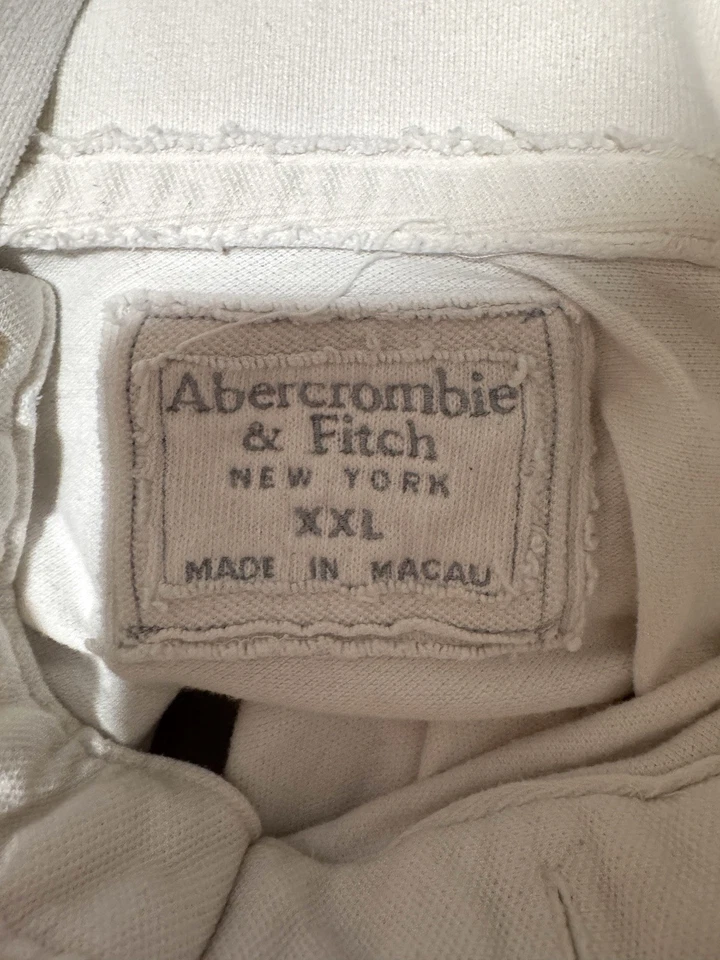 Abercrombie
& Fitch
NEW YORK
XXL
MADE IN MACAU